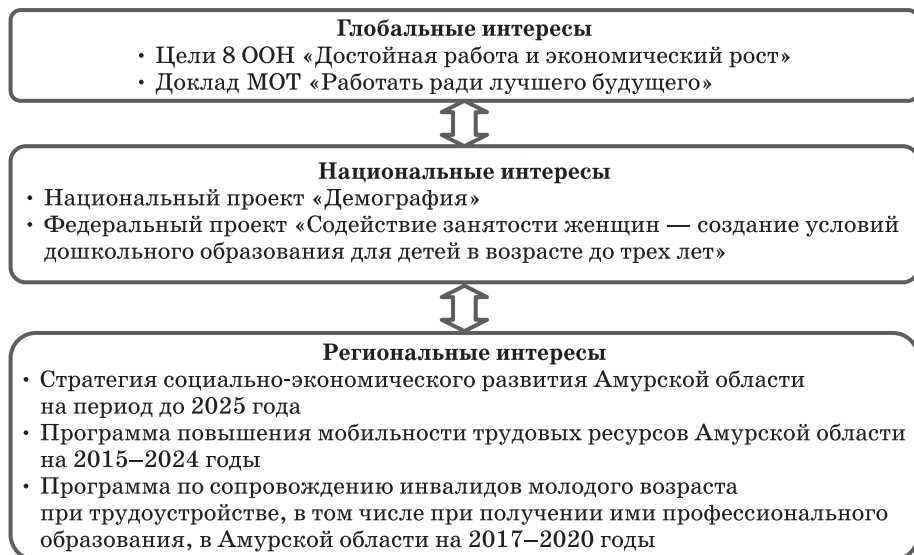 Глобальные интересы
• Цели 8 ООН «Достойная работа и экономический рост»
• Доклад МОТ «Работать ради лучшего будущего»
Национальные интересы
• Национальный проект «Демография»
• Федеральный проект «Содействие занятости женщин — создание условий
дошкольного образования для детей в возрасте до трех лет»
Региональные интересы
• Стратегия социально-экономического развития Амурской области
на период до 2025 года
• Программа повышения мобильности трудовых ресурсов Амурской области
на 2015–2024 годы
• Программа по сопровождению инвалидов молодого возраста
при трудоустройстве, в том числе при получении ими профессионального
образования, в Амурской области на 2017–2020 годы